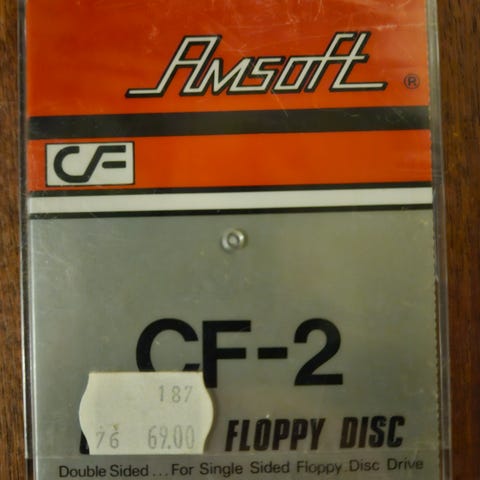 Amsoft ®
CF
CF-2
187
76 69.00
FLOPPY DISC
Double Sided ... For Single Sided Floppy Disc Drive